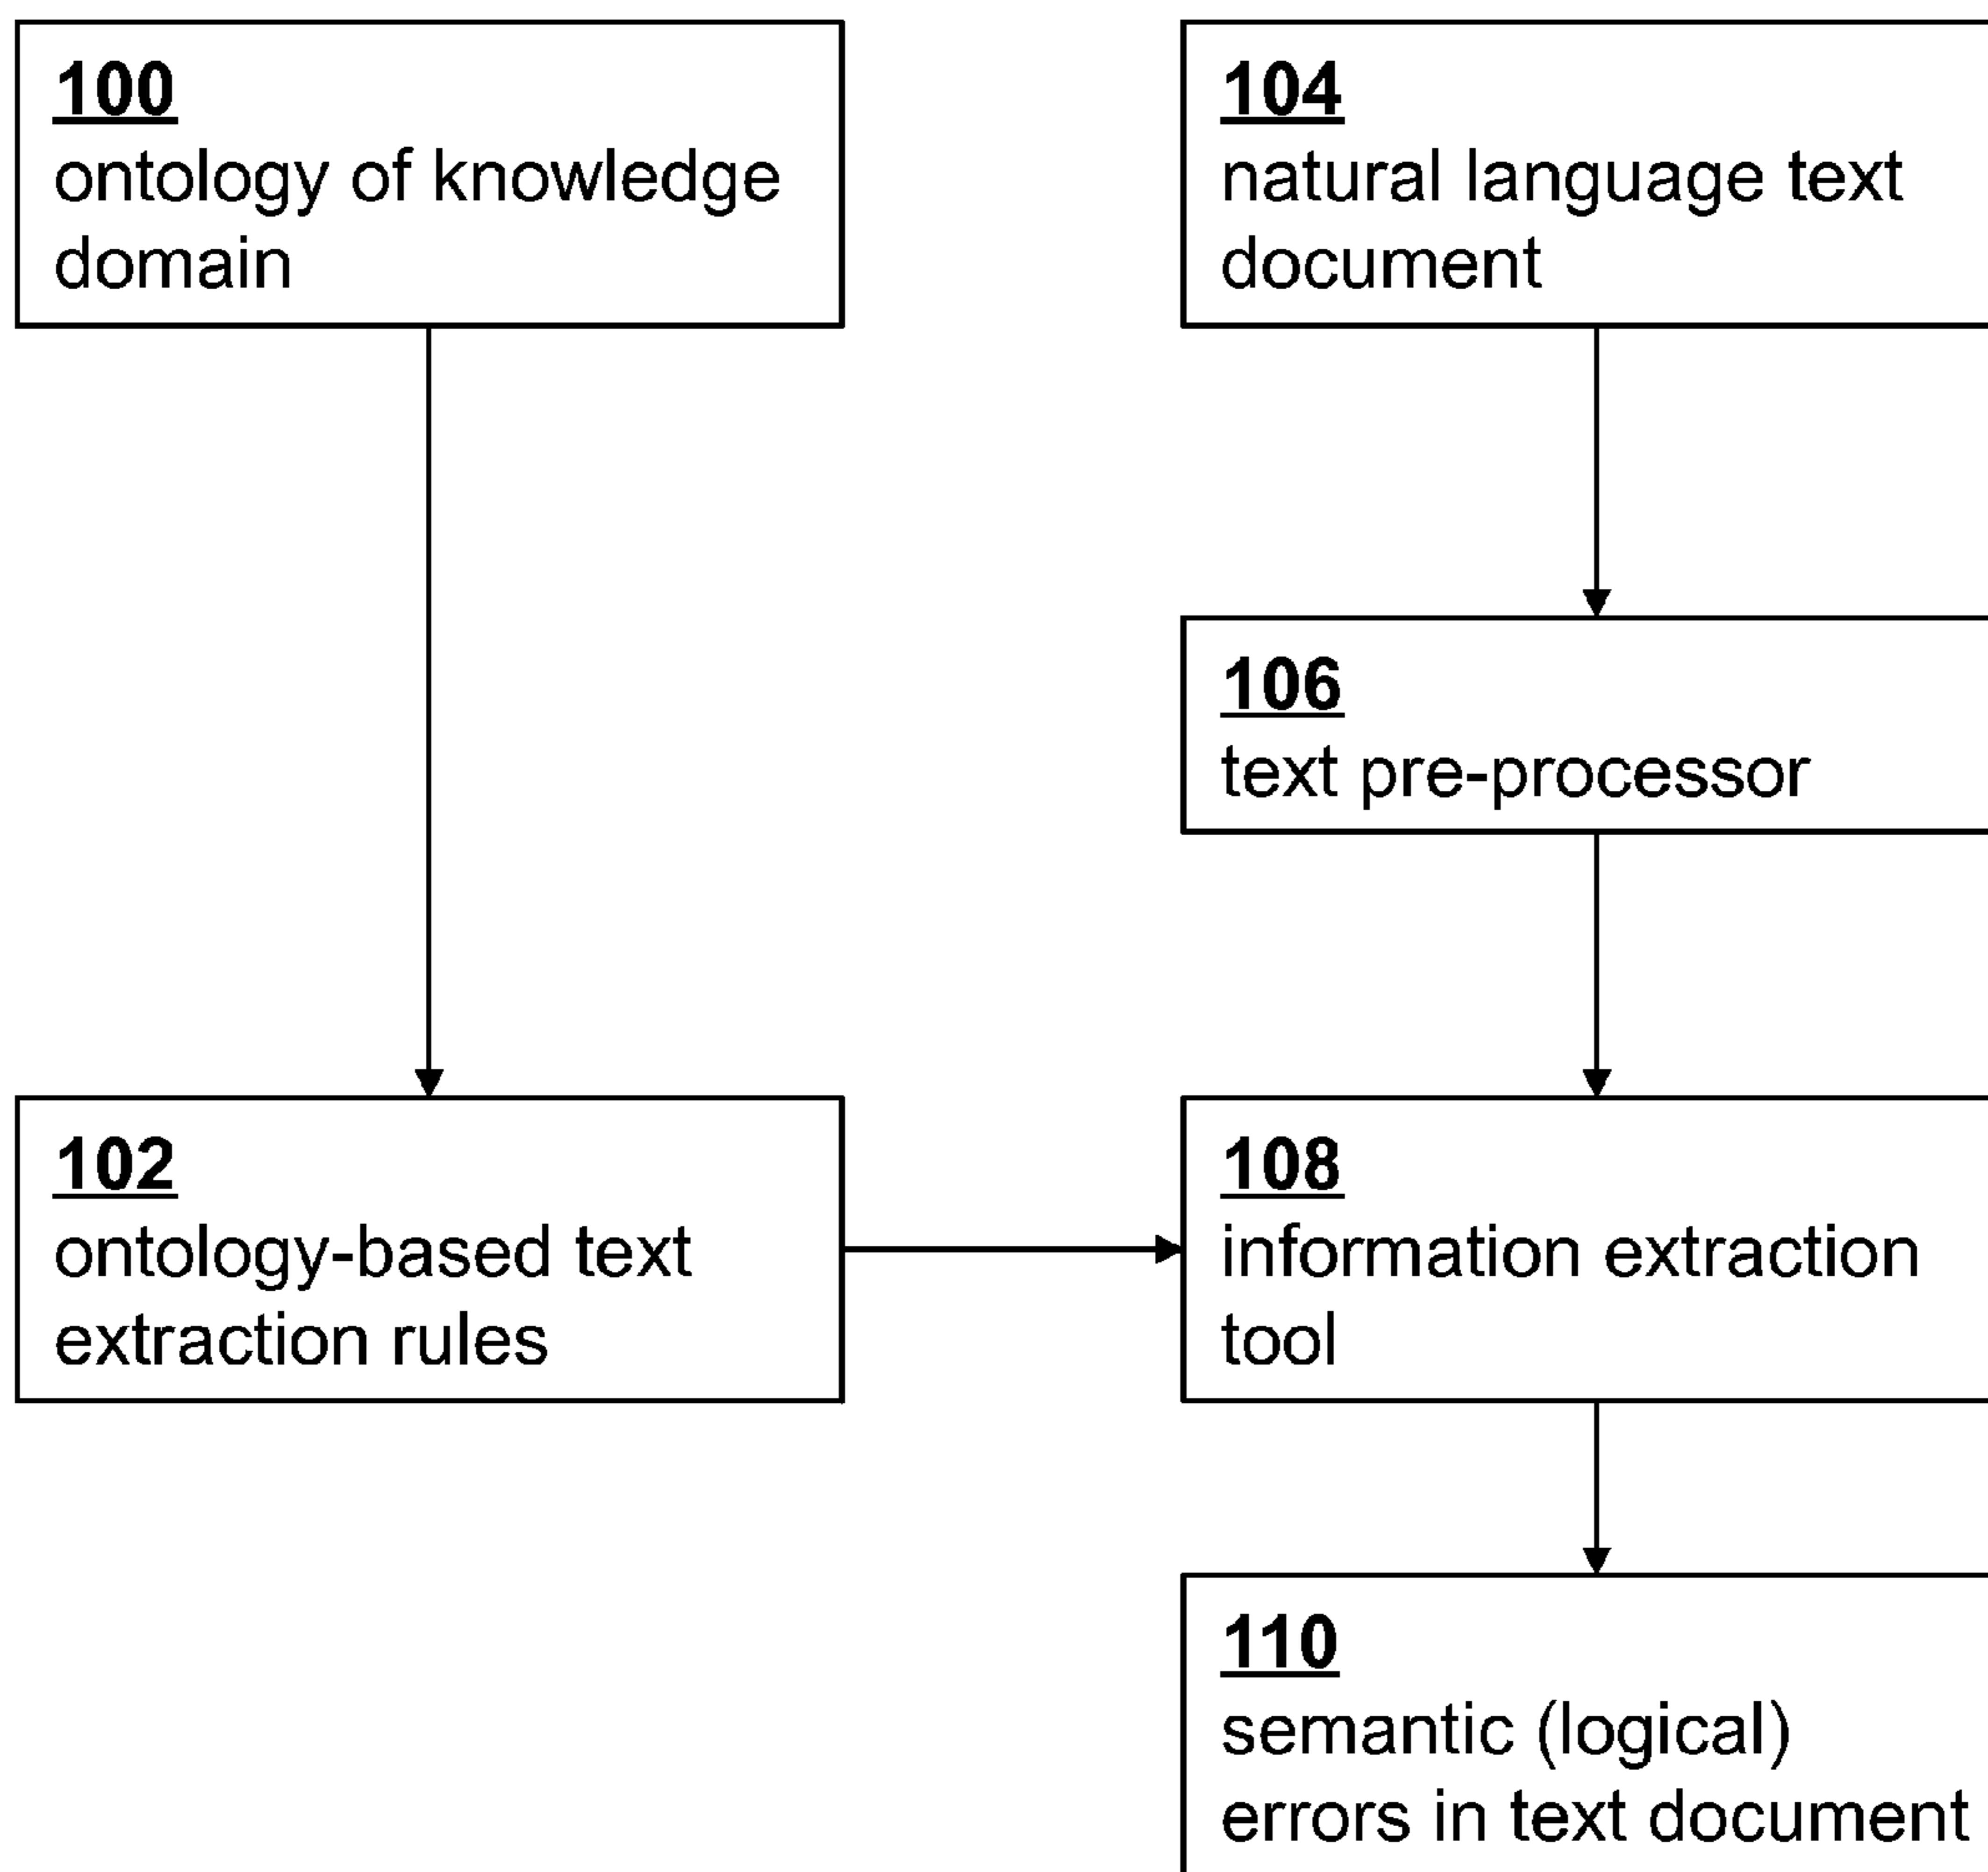 100
ontology of knowledge
domain
104
natural language text
document
106
text pre-processor
102
ontology-based text
extraction rules
108
information extraction
tool
110
semantic (logical)
errors in text document